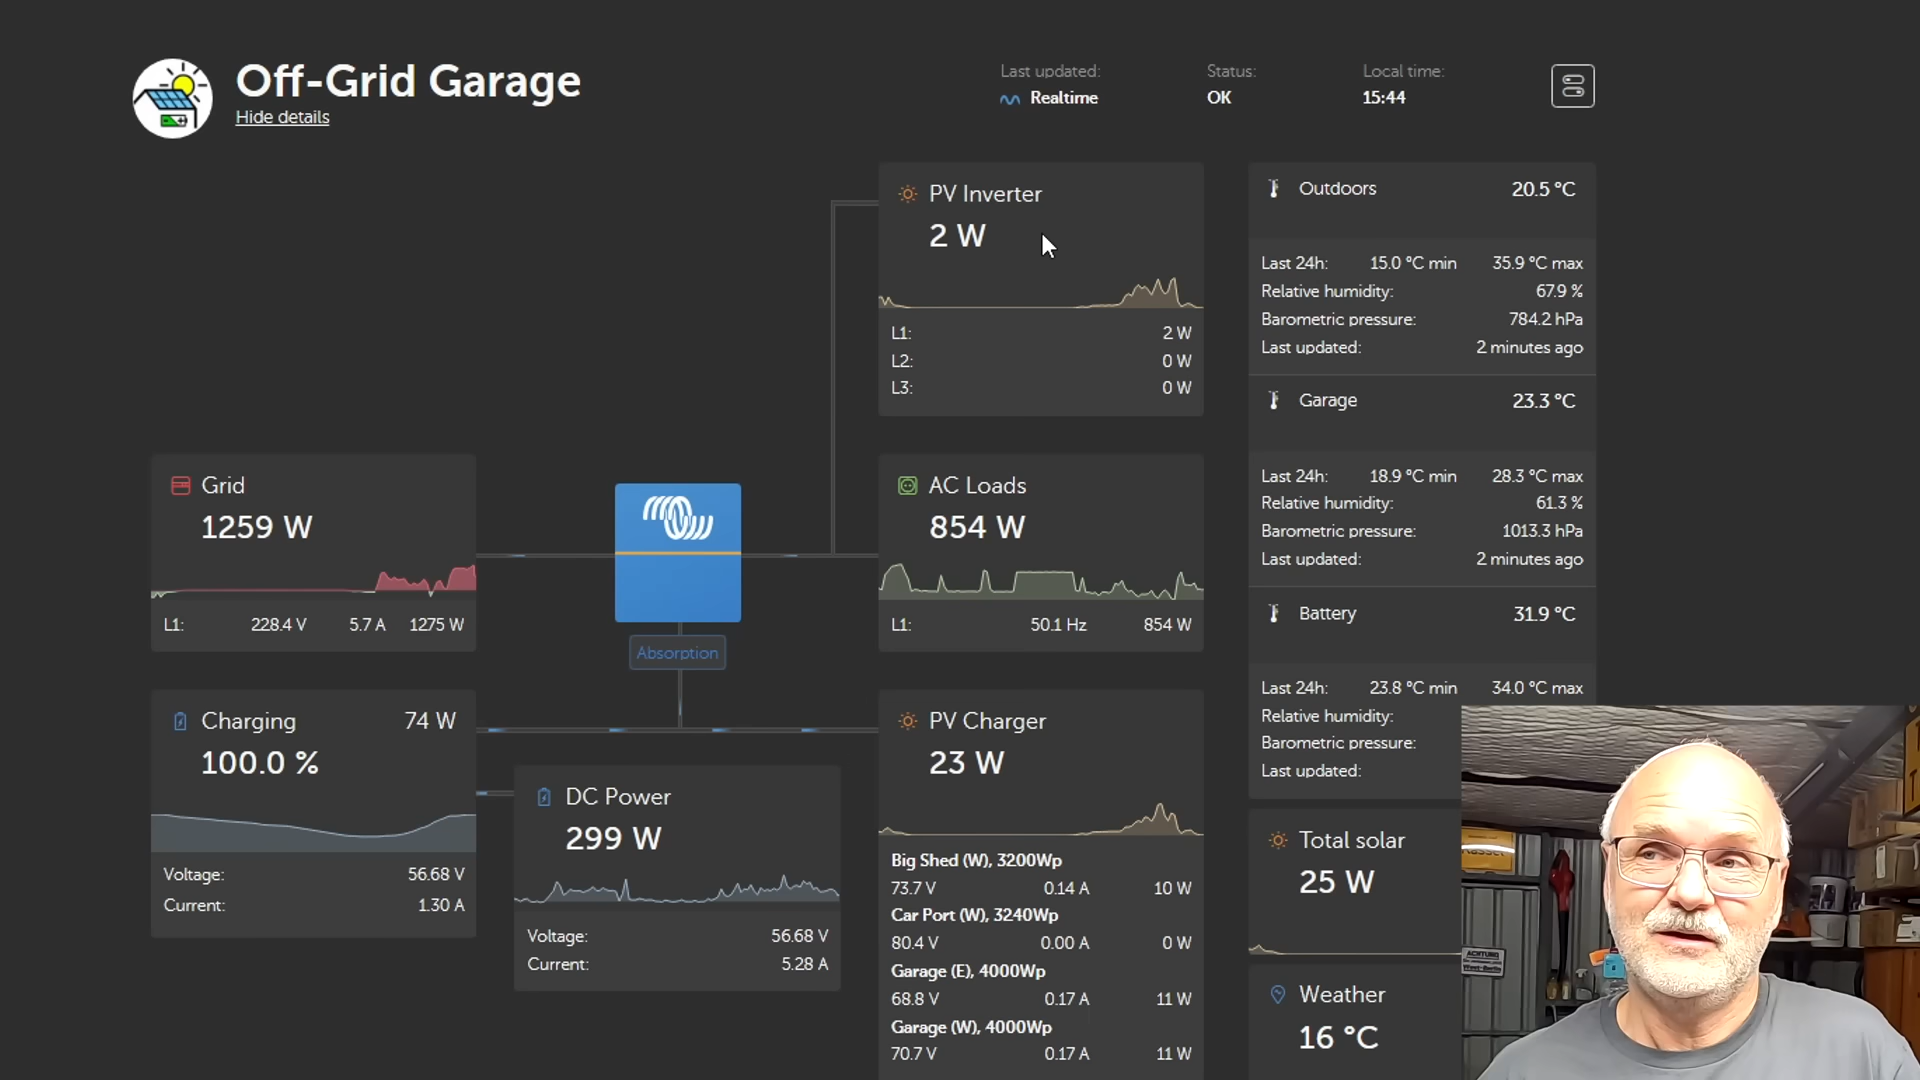 Off-Grid Garage
Hide details
Last updated:
Realtime
Status:
OK
Local time:
15:44
PV Inverter
2 W
L1: 2 W
L2: 0 W
L3: 0 W
Outdoors 20.5 °C
Last 24h: 15.0 °C min 35.9 °C max
Relative humidity: 67.9 %
Barometric pressure: 784.2 hPa
Last updated: 2 minutes ago
Garage 23.3 °C
Last 24h: 18.9 °C min 28.3 °C max
Relative humidity: 61.3 %
Barometric pressure: 1013.3 hPa
Last updated: 2 minutes ago
Battery 31.9 °C
Last 24h: 23.8 °C min 34.0 °C max
Relative humidity:
Barometric pressure:
Last updated:
Grid
1259 W
L1: 228.4 V 5.7 A 1275 W
Absorption
AC Loads
854 W
L1: 50.1 Hz 854 W
Charging 74 W
100.0 %
Voltage: 56.68 V
Current: 1.30 A
DC Power
299 W
Voltage: 56.68 V
Current: 5.28 A
PV Charger
23 W
Big Shed (W), 3200Wp
73.7 V 0.14 A 10 W
Car Port (W), 3240Wp
80.4 V 0.00 A 0 W
Garage (E), 4000Wp
68.8 V 0.17 A 11 W
Garage (W), 4000Wp
70.7 V 0.17 A 11 W
Total solar
25 W
Weather
16 °C
ACHTUNG